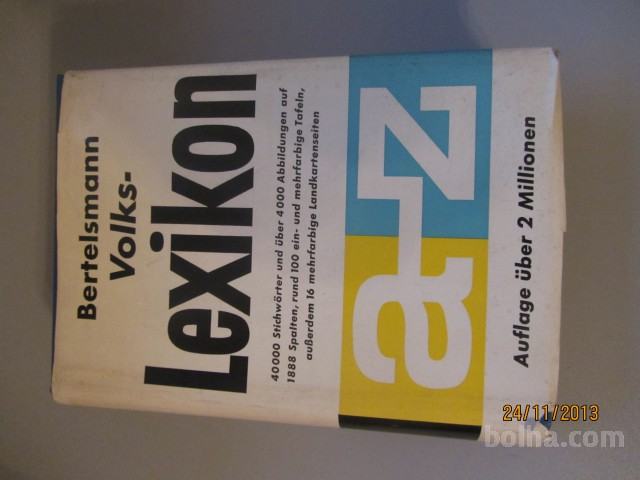 Bertelsmann
Volks-
Lexikon
40000 Stichwörter und über 4000 Abbildungen auf
1888 Spalten, rund 100 ein- und mehrfarbige Tafeln,
außerdem 16 mehrfarbige Landkartenseiten
a-z
Auflage über 2 Millionen
24/11/2013
bolha.com